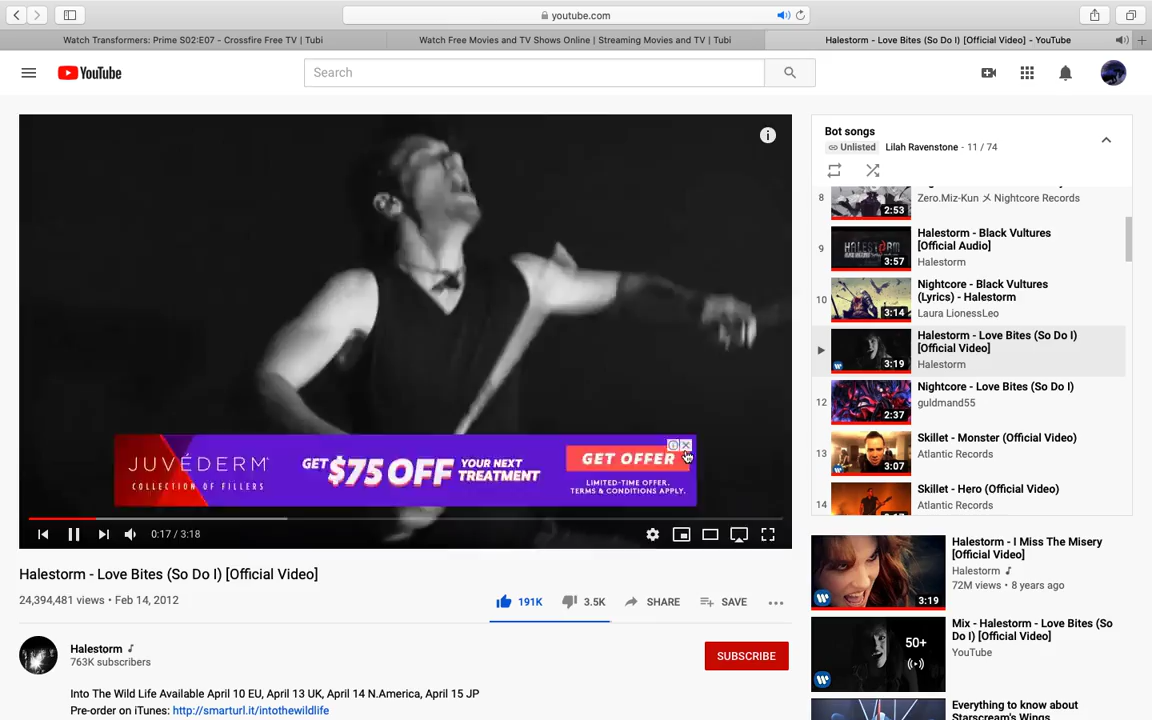 youtube.com
Watch Transformers: Prime S02:E07 - Crossfire Free TV | Tubi
Watch Free Movies and TV Shows Online | Streaming Movies and TV | Tubi
Halestorm - Love Bites (So Do I) [Official Video] - YouTube
YouTube
Search
JUVÉDERM
COLLECTION OF FILLERS
GET $75 OFF YOUR NEXT TREATMENT
GET OFFER
LIMITED-TIME OFFER.
TERMS & CONDITIONS APPLY.
0:17 / 3:18
Halestorm - Love Bites (So Do I) [Official Video]
24,394,481 views • Feb 14, 2012
191K
3.5K
SHARE
SAVE
Halestorm
763K subscribers
SUBSCRIBE
Into The Wild Life Available April 10 EU, April 13 UK, April 14 N.America, April 15 JP
Pre-order on iTunes: http://smarturl.it/intothewildlife
Bot songs
Unlisted Lilah Ravenstone - 11 / 74
8
2:53
Zero.Miz-Kun 乄 Nightcore Records
9
HALESTORM
3:57
Halestorm - Black Vultures
[Official Audio]
Halestorm
10
3:14
Nightcore - Black Vultures
(Lyrics) - Halestorm
Laura LionessLeo
3:19
Halestorm - Love Bites (So Do I)
[Official Video]
Halestorm
12
2:37
Nightcore - Love Bites (So Do I)
guldmand55
13
3:07
Skillet - Monster (Official Video)
Atlantic Records
14
Skillet - Hero (Official Video)
Atlantic Records
3:19
Halestorm - I Miss The Misery
[Official Video]
Halestorm
72M views • 8 years ago
50+
Mix - Halestorm - Love Bites (So
Do I) [Official Video]
YouTube
Everything to know about
Starscream's Wings